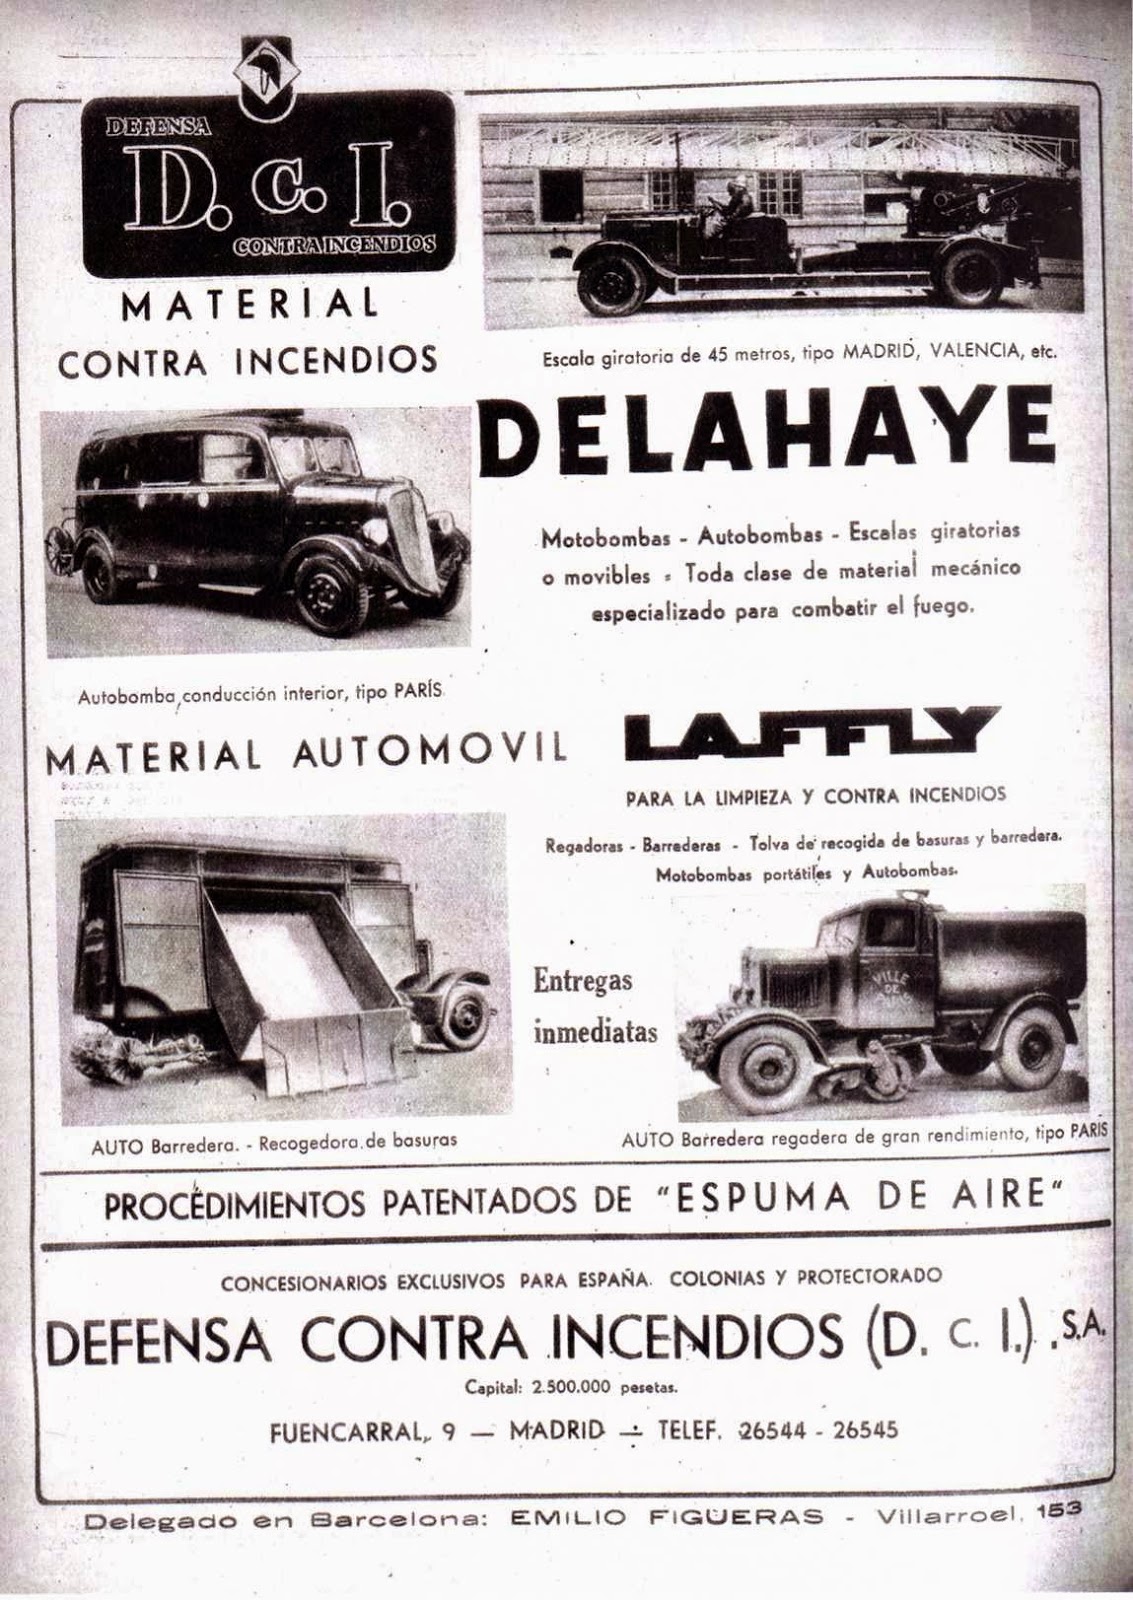 DEFENSA
D.C.I.
CONTRA INCENDIOS
MATERIAL
CONTRA INCENDIOS
Escala giratoria de 45 metros, tipo MADRID, VALENCIA, etc.
DELAHAYE
Motobombas - Autobombas - Escalas giratorias
o movibles - Toda clase de material mecánico
especializado para combatir el fuego.
Autobomba, conducción interior, tipo PARÍS
MATERIAL AUTOMOVIL
LAFFLY
PARA LA LIMPIEZA Y CONTRA INCENDIOS
Regadoras - Barrederas - Tolva de recogida de basuras y barredera.
Motobombas portátiles y Autobombas.
Entregas
inmediatas
VILLE
DE
AUTO Barredera. - Recogedora de basuras
AUTO Barredera regadera de gran rendimiento, tipo PARIS
PROCEDIMIENTOS PATENTADOS DE "ESPUMA DE AIRE"
CONCESIONARIOS EXCLUSIVOS PARA ESPAÑA. COLONIAS Y PROTECTORADO
DEFENSA CONTRA INCENDIOS (D. C. I.) . S.A.
Capital: 2.500.000 pesetas.
FUENCARRAL, 9 — MADRID — TELEF. 26544 - 26545
Delegado en Barcelona: EMILIO FIGUERAS - Villarroel, 153